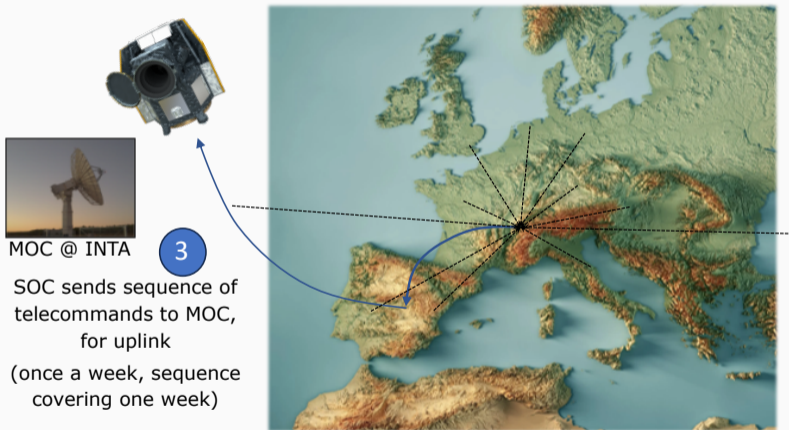 MOC @ INTA
3
SOC sends sequence of
telecommands to MOC,
for uplink
(once a week, sequence
covering one week)